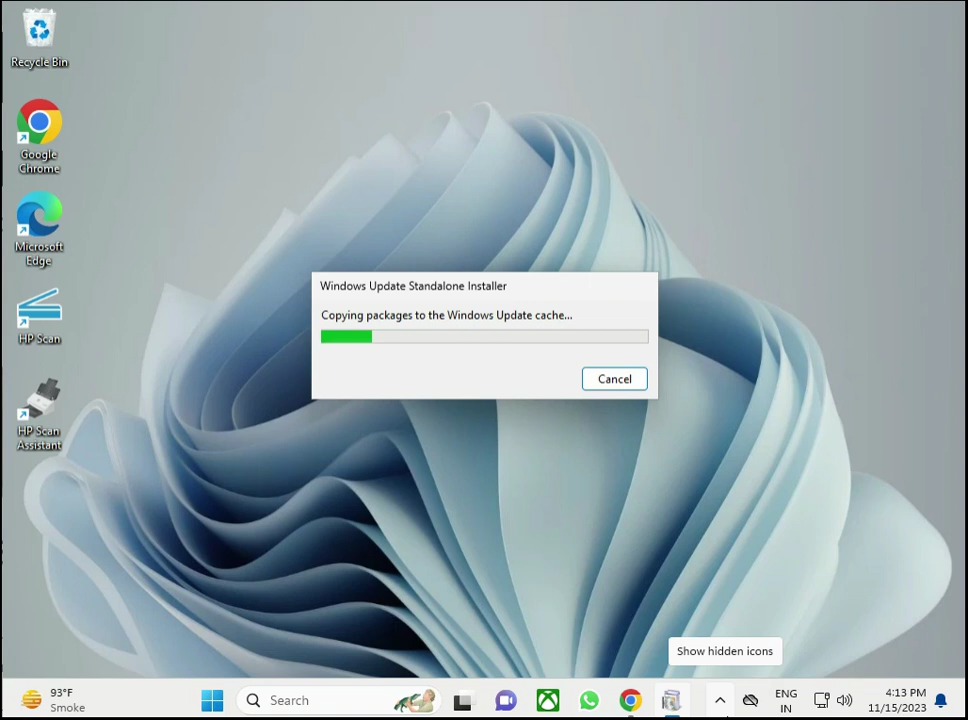 Recycle Bin
Google
Chrome
Microsoft
Edge
HP Scan
HP Scan
Assistant
Windows Update Standalone Installer
Copying packages to the Windows Update cache...
Cancel
Show hidden icons
93°F
Smoke
Search
ENG
IN
4:13 PM
11/15/2023